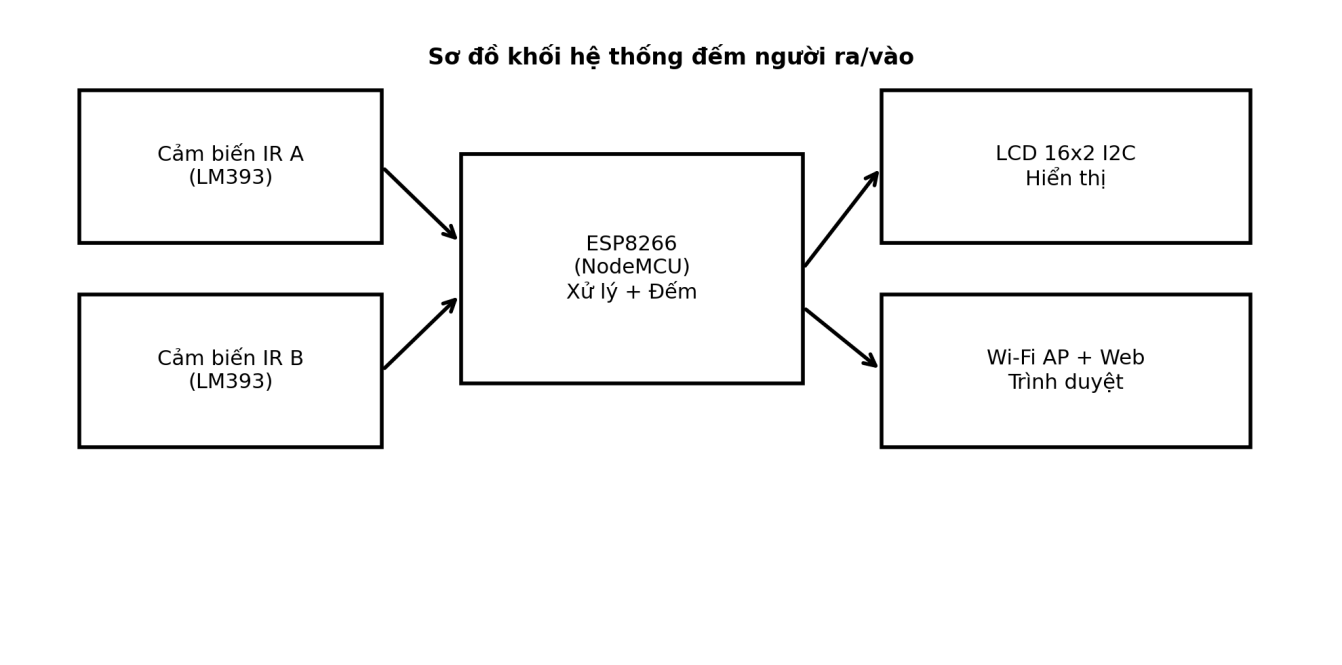 Sơ đồ khối hệ thống đếm người ra/vào
Cảm biến IR A
(LM393)
Cảm biến IR B
(LM393)
ESP8266
(NodeMCU)
Xử lý + Đếm
LCD 16x2 I2C
Hiển thị
Wi-Fi AP + Web
Trình duyệt